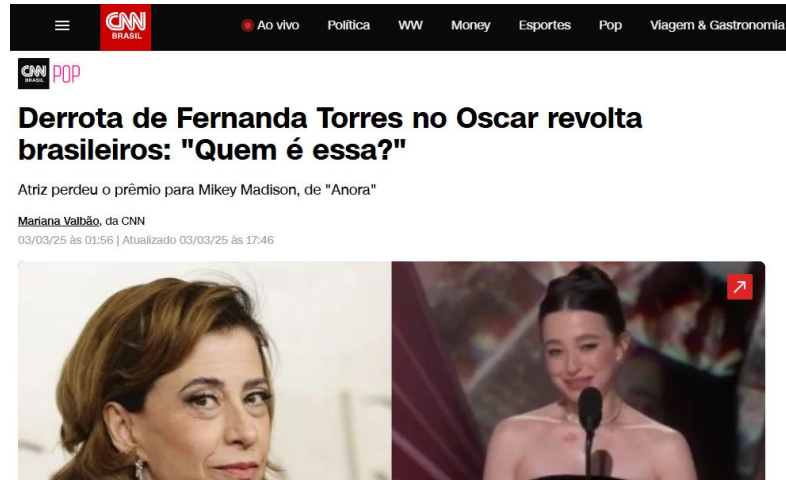 CNN
BRASIL
Ao vivo Política WW Money Esportes Pop Viagem & Gastronomia
CNN
BRASIL
POP
Derrota de Fernanda Torres no Oscar revolta
brasileiros: "Quem é essa?"
Atriz perdeu o prêmio para Mikey Madison, de "Anora"
Mariana Valbão, da CNN
03/03/25 às 01:56 | Atualizado 03/03/25 às 17:46